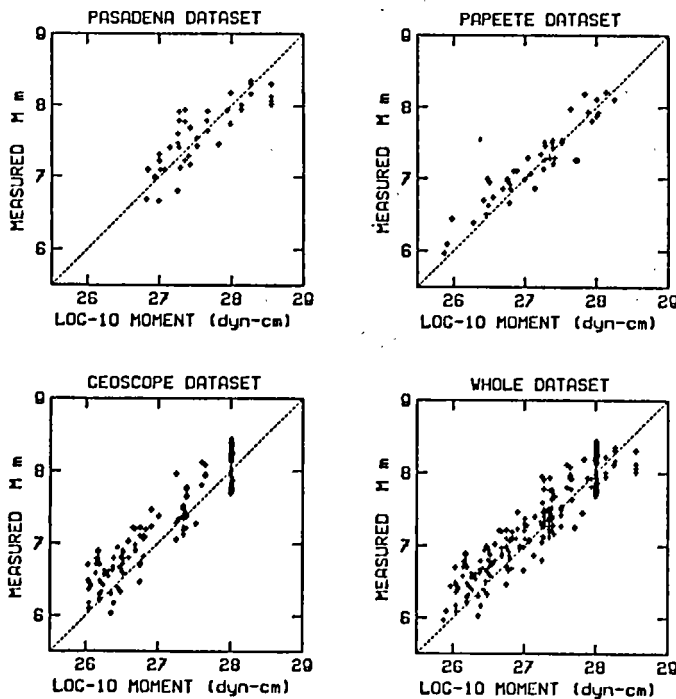 PASADENA DATASET
9
8
7
6
MEASURED M m
26 27 28 29
LOG-10 MOMENT (dyn-cm)
PAPEETE DATASET
9
8
7
6
MEASURED M m
26 27 28 29
LOG-10 MOMENT (dyn-cm)
GEOSCOPE DATASET
9
8
7
6
MEASURED M m
26 27 28 29
LOG-10 MOMENT (dyn-cm)
WHOLE DATASET
9
8
7
6
MEASURED M m
26 27 28 29
LOG-10 MOMENT (dyn-cm)